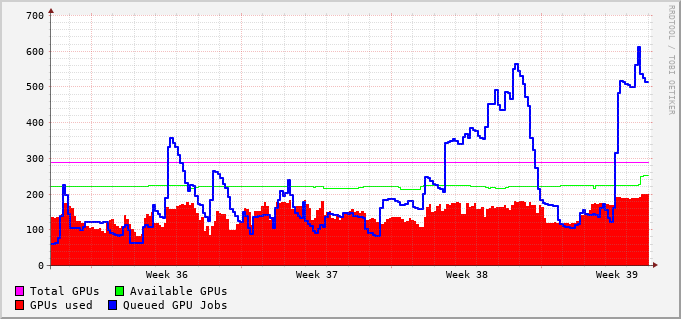 700
600
500
400
300
200
100
0
Week 36 Week 37 Week 38 Week 39
Total GPUs Available GPUs
GPUs used Queued GPU Jobs
RRDTOOL / TOBI OETIKER